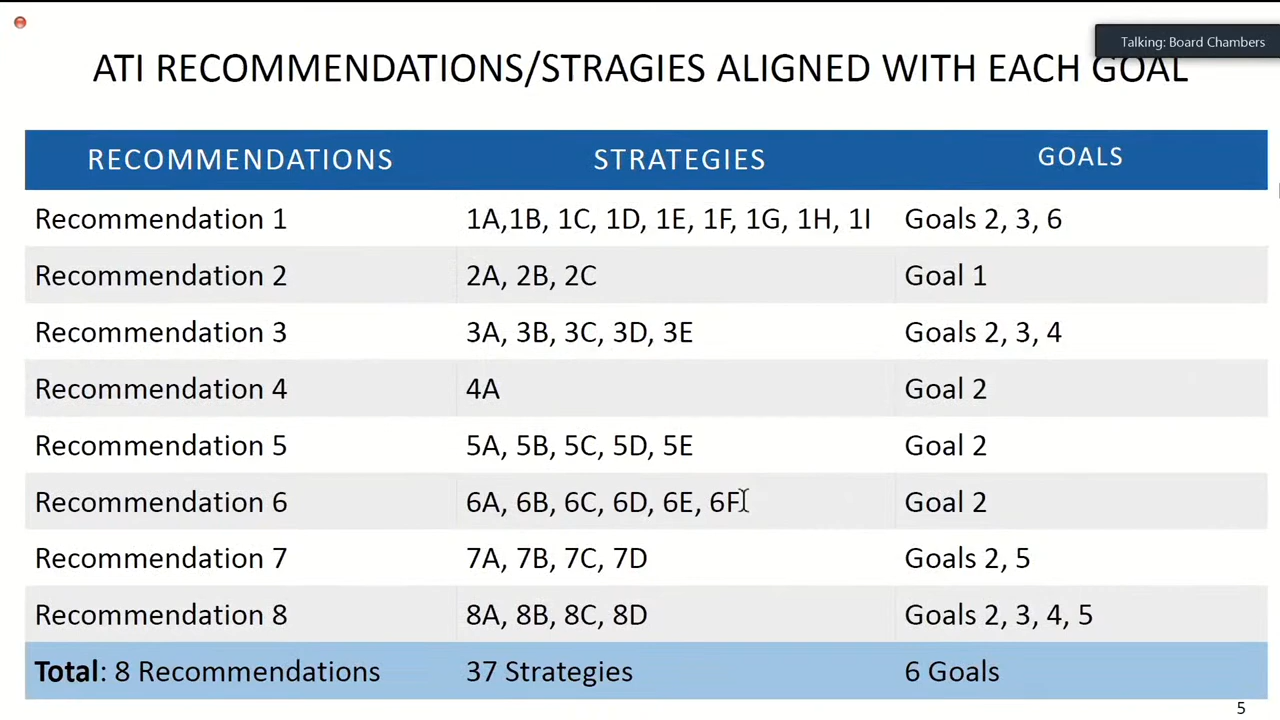 Talking: Board Chambers
ATI RECOMMENDATIONS/STRAGIES ALIGNED WITH EACH GOAL
RECOMMENDATIONS STRATEGIES GOALS
Recommendation 1 1A,1B, 1C, 1D, 1E, 1F, 1G, 1H, 1I Goals 2, 3, 6
Recommendation 2 2A, 2B, 2C Goal 1
Recommendation 3 3A, 3B, 3C, 3D, 3E Goals 2, 3, 4
Recommendation 4 4A Goal 2
Recommendation 5 5A, 5B, 5C, 5D, 5E Goal 2
Recommendation 6 6A, 6B, 6C, 6D, 6E, 6F Goal 2
Recommendation 7 7A, 7B, 7C, 7D Goals 2, 5
Recommendation 8 8A, 8B, 8C, 8D Goals 2, 3, 4, 5
Total: 8 Recommendations 37 Strategies 6 Goals
5